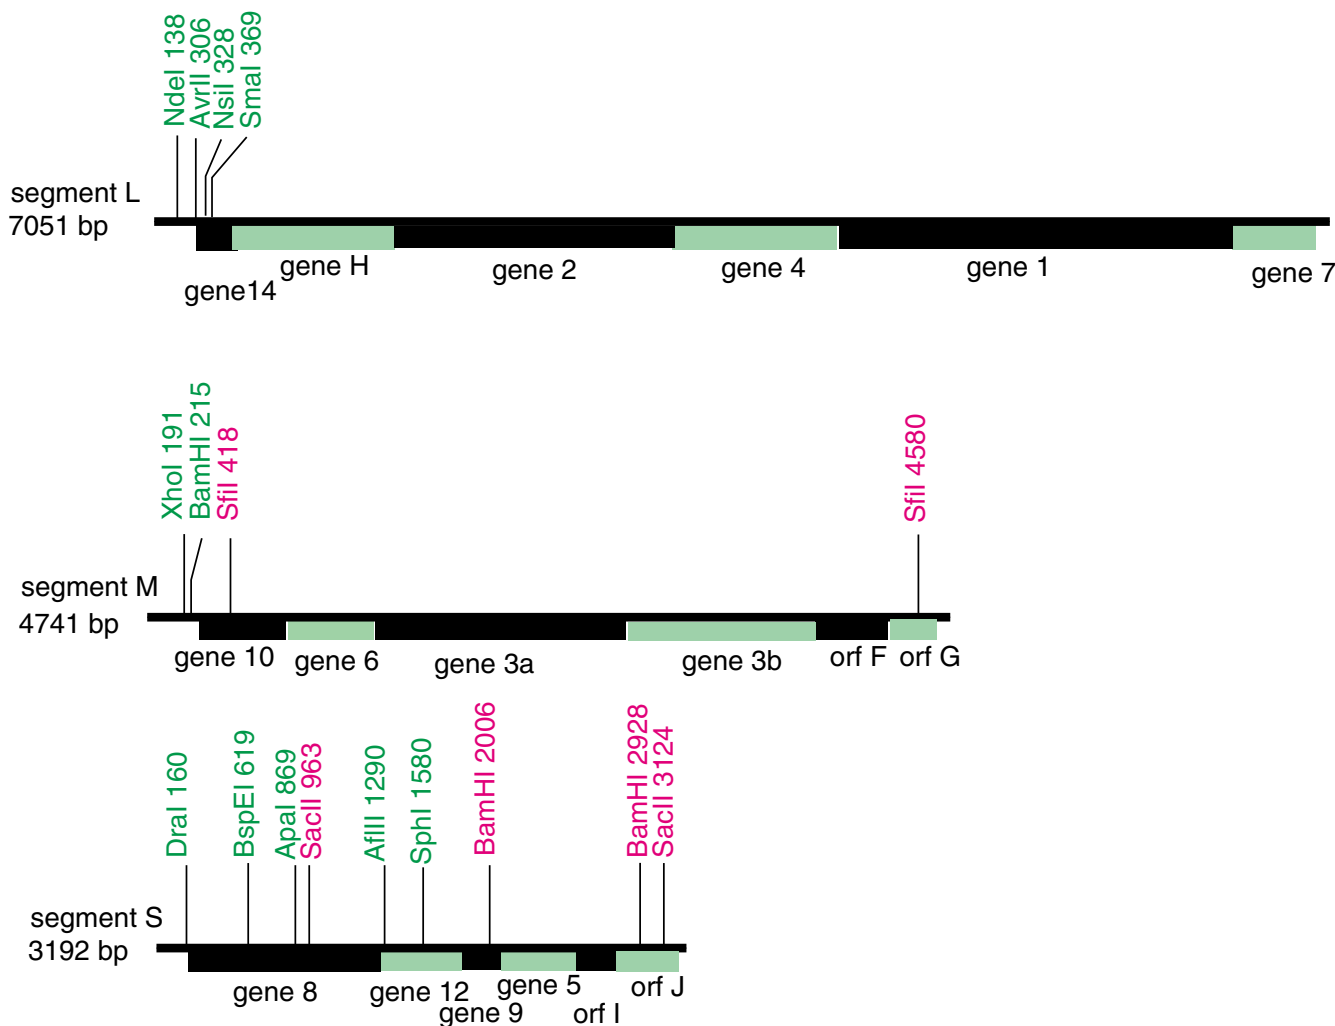 NdeI 138
AvrII 306
NsiI 328
SmaI 369
segment L
7051 bp
gene14
gene H
gene 2
gene 4
gene 1
gene 7
XhoI 191
BamHI 215
SfiI 418
SfiI 4580
segment M
4741 bp
gene 10
gene 6
gene 3a
gene 3b
orf F
orf G
DraI 160
BspEI 619
ApaI 869
SacII 963
AflII 1290
SphI 1580
BamHI 2006
BamHI 2928
SacII 3124
segment S
3192 bp
gene 8
gene 12
gene 9
gene 5
orf I
orf J